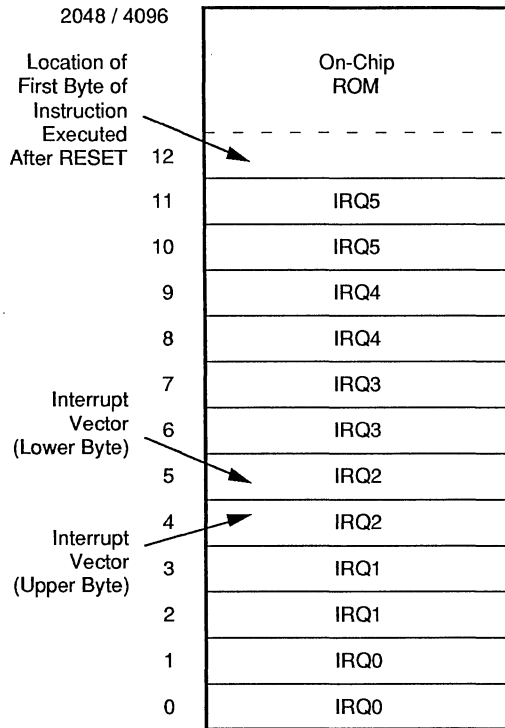 2048 / 4096
Location of
First Byte of
Instruction
Executed
After RESET
On-Chip
ROM
12
11 IRQ5
10 IRQ5
9 IRQ4
8 IRQ4
7 IRQ3
6 IRQ3
5 IRQ2
4 IRQ2
3 IRQ1
2 IRQ1
1 IRQ0
0 IRQ0
Interrupt
Vector
(Lower Byte)
Interrupt
Vector
(Upper Byte)